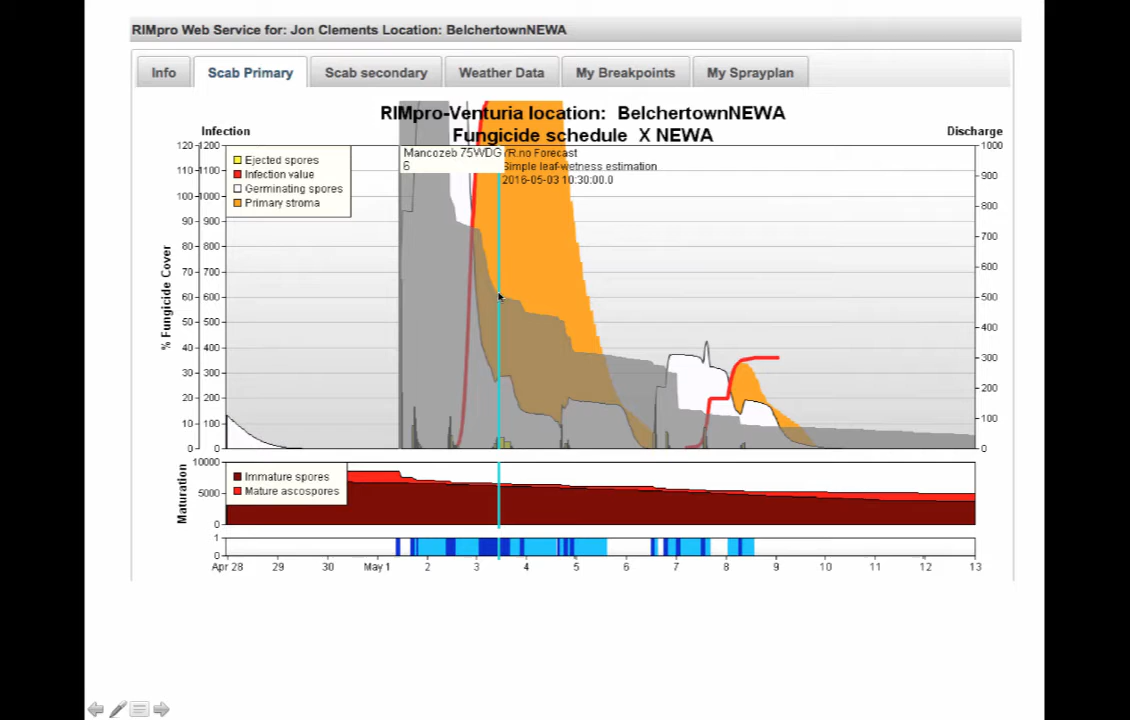 RIMpro Web Service for: Jon Clements Location: BelchertownNEWA
Info
Scab Primary
Scab secondary
Weather Data
My Breakpoints
My Sprayplan
RIMpro-Venturia location: BelchertownNEWA
Fungicide schedule X NEWA
Infection
Discharge
Mancozeb 75WDG
6
YR.no Forecast
Simple leaf-wetness estimation
2016-05-03 10:30:00.0
Ejected spores
Infection value
Germinating spores
Primary stroma
% Fungicide Cover
120 1200
110 1100
100 1000
90 900
80 800
70 700
60 600
50 500
40 400
30 300
20 200
10 100
0 0
1000
900
800
700
600
500
400
300
200
100
0
Maturation
10000
5000
0
Immature spores
Mature ascospores
1
0
Apr 28 29 30 May 1 2 3 4 5 6 7 8 9 10 11 12 13